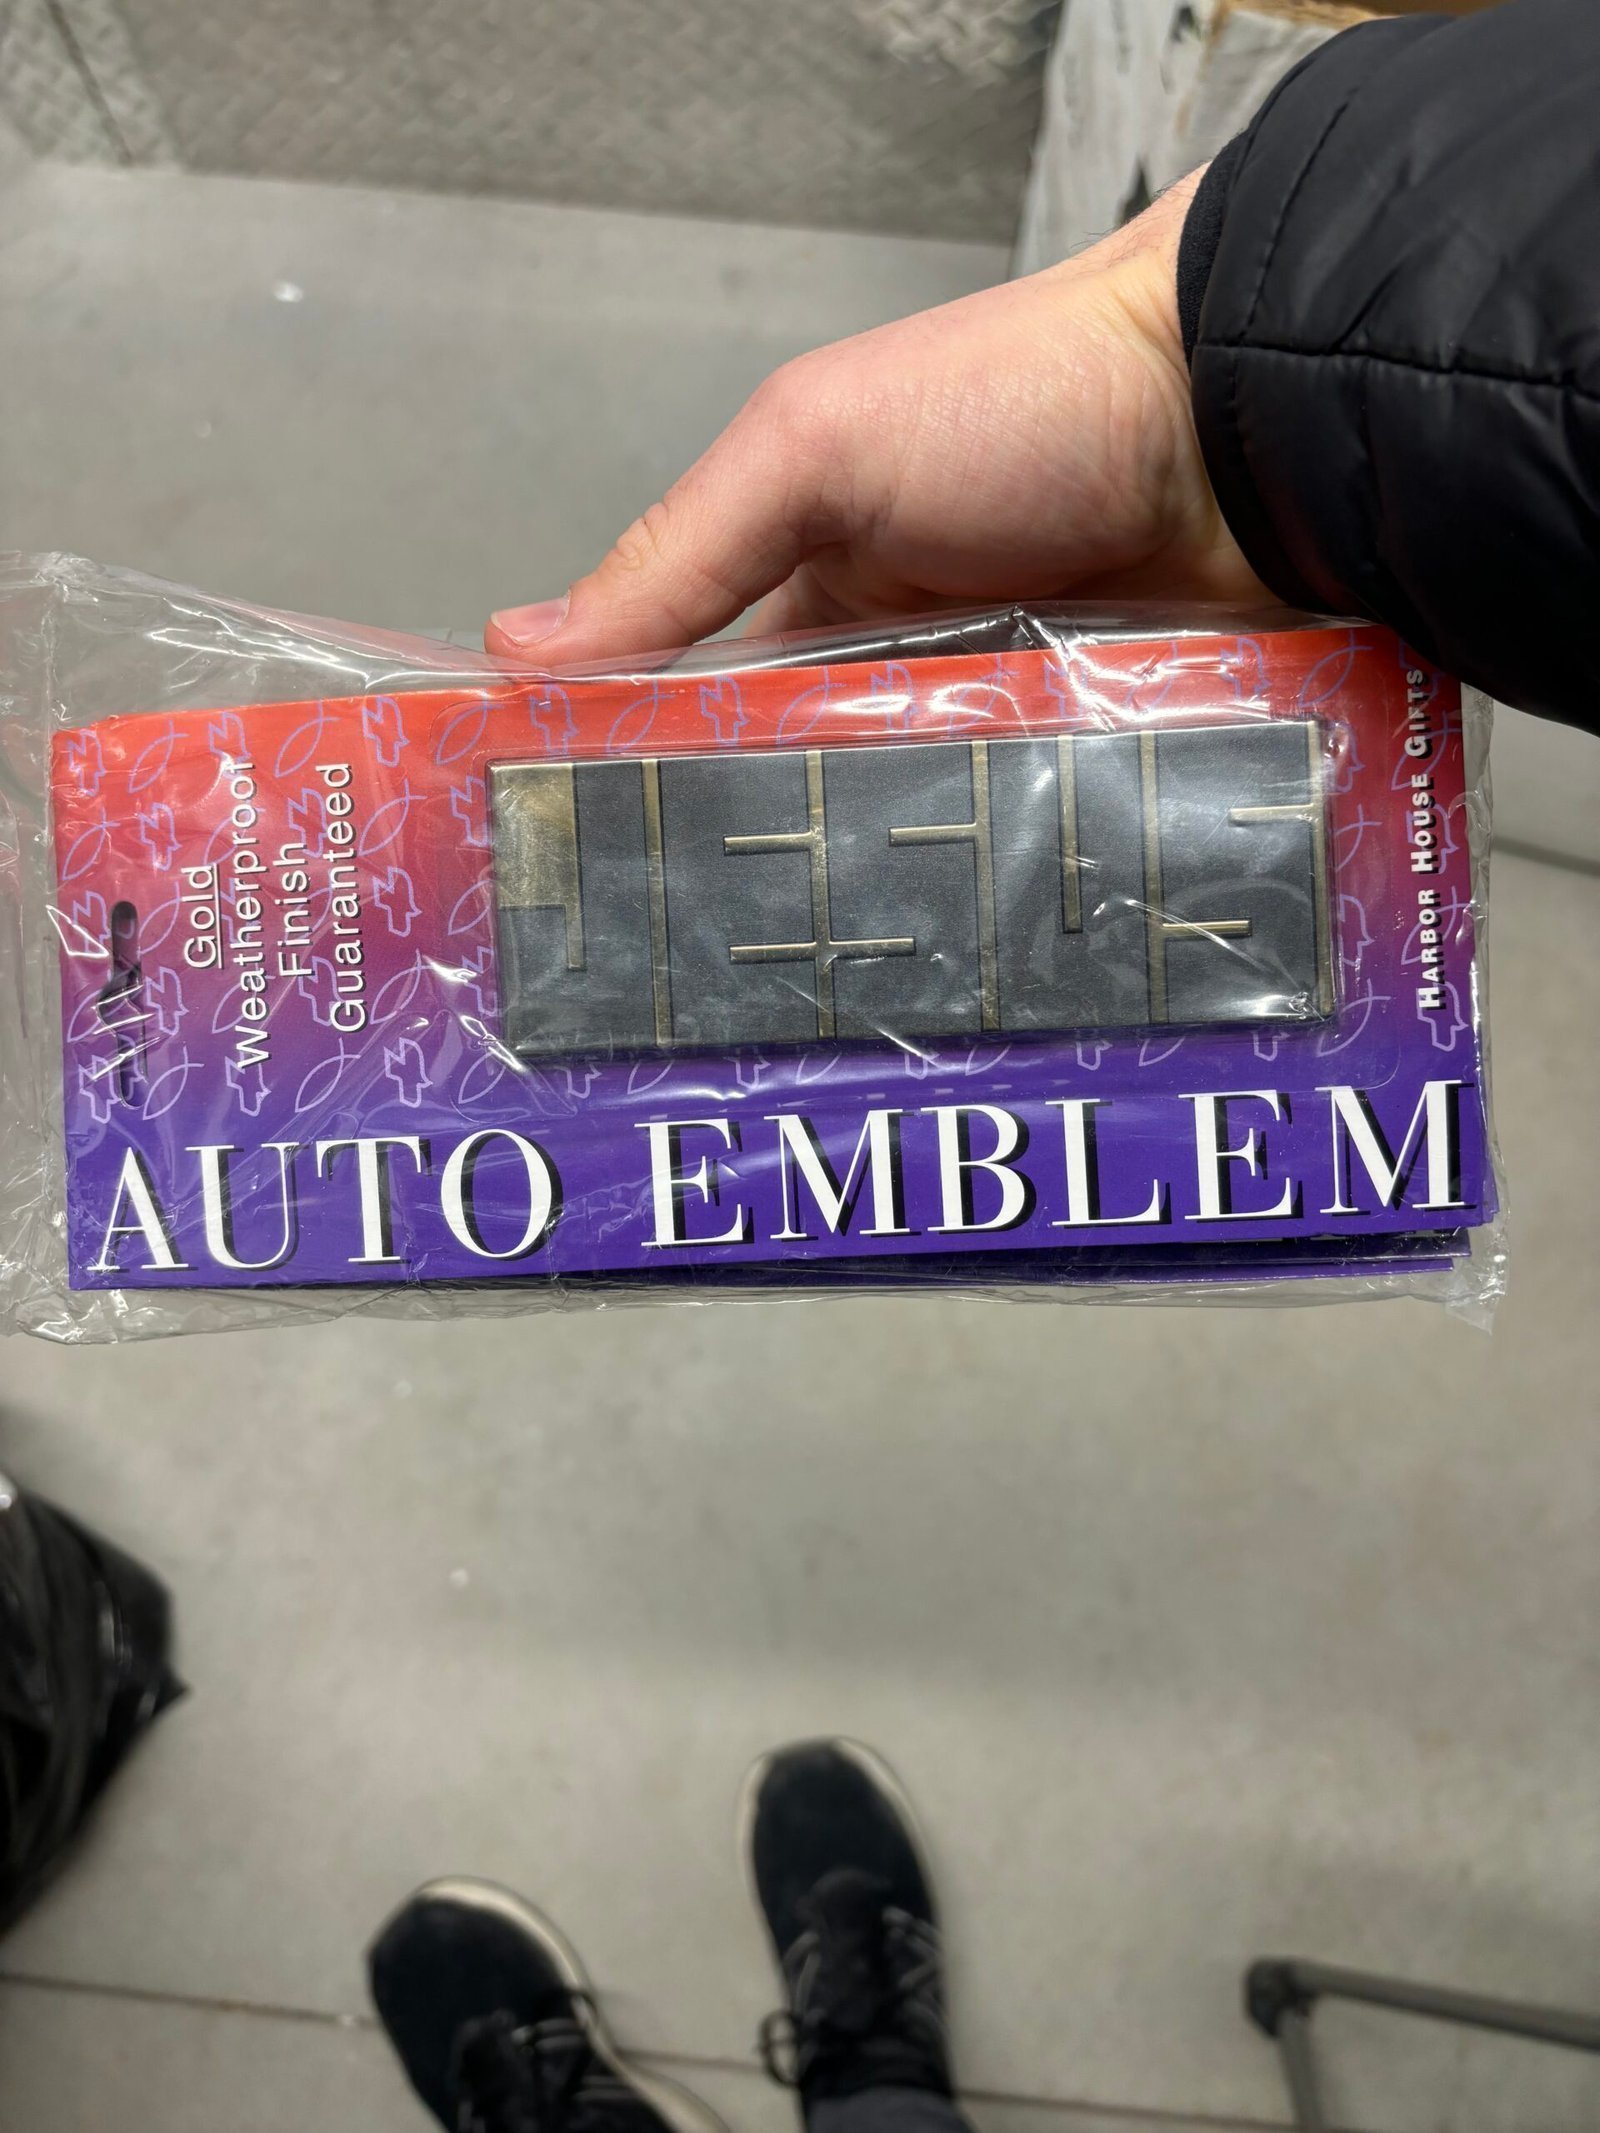 Gold
Weatherproof
Finish
Guaranteed
JESUS
HARBOR HOUSE GIFTS
AUTO EMBLEM